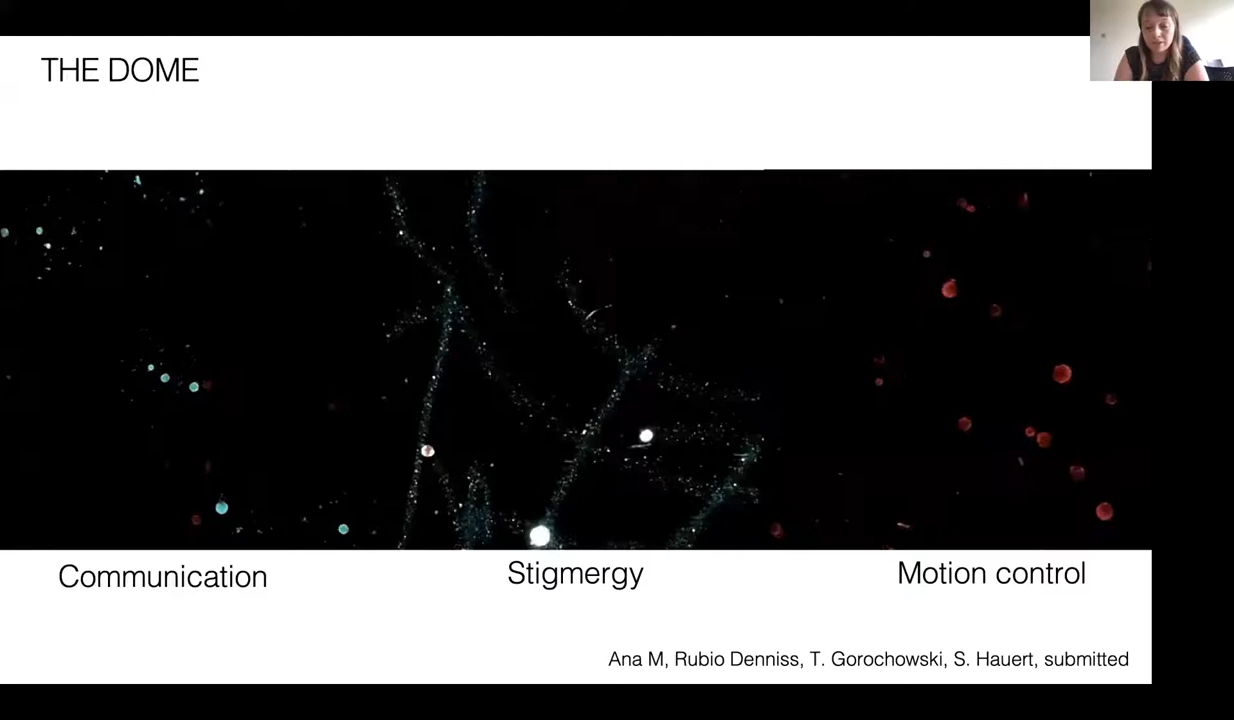 THE DOME
Communication
Stigmergy
Motion control
Ana M, Rubio Denniss, T. Gorochowski, S. Hauert, submitted